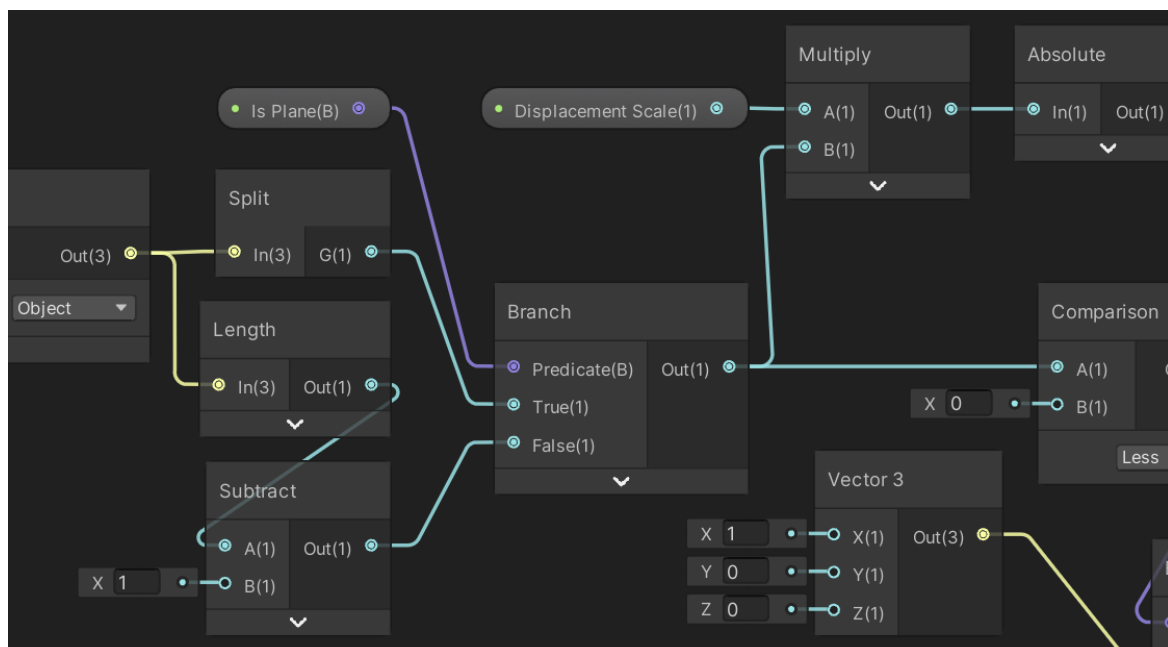 Multiply
Absolute
Is Plane(B)
Displacement Scale(1)
A(1) Out(1)
B(1)
In(1) Out(1)
Split
In(3) G(1)
Out(3)
Object
Length
In(3) Out(1)
Branch
Predicate(B) Out(1)
True(1)
False(1)
Comparison
A(1)
X 0 B(1)
Less
Subtract
A(1) Out(1)
X 1 B(1)
Vector 3
X 1 X(1) Out(3)
Y 0 Y(1)
Z 0 Z(1)